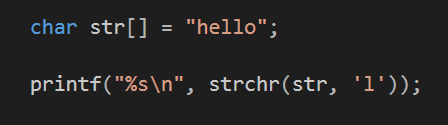 char str[] = "hello";
printf("%s\n", strchr(str, 'l'));